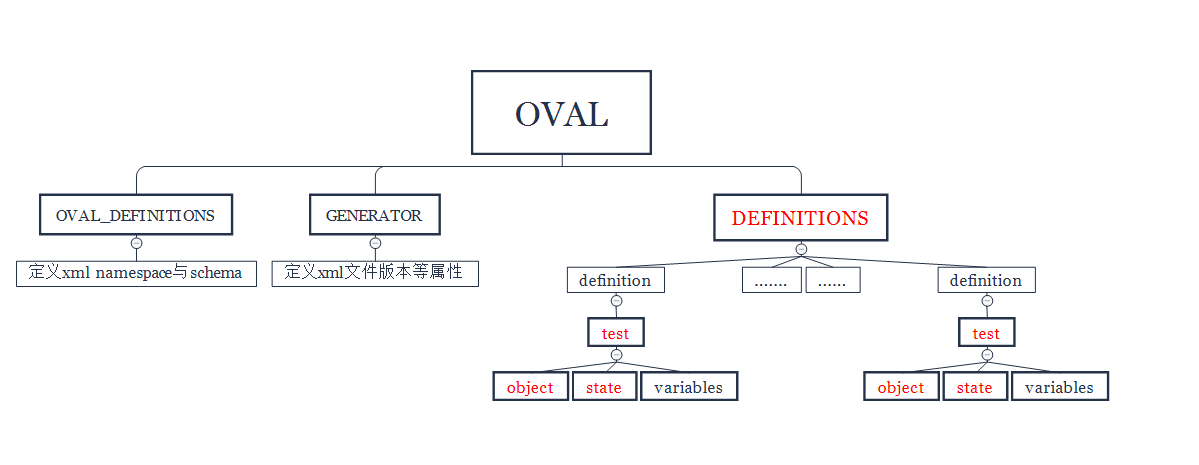 OVAL
OVAL_DEFINITIONS
GENERATOR
DEFINITIONS
定义xml namespace与schema
定义xml文件版本等属性
definition
.......
......
definition
test
test
object
state
variables
object
state
variables